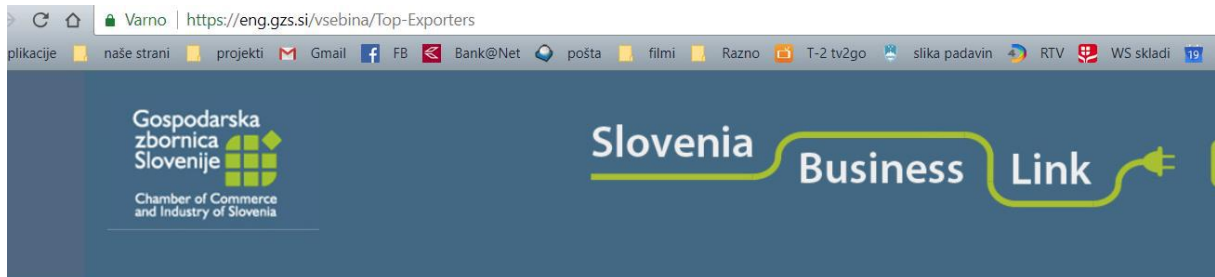 Varno | https://eng.gzs.si/vsebina/Top-Exporters
plikacije naše strani projekti Gmail FB Bank@Net pošta filmi Razno T-2 tv2go slika padavin RTV WS skladi 19
Gospodarska
zbornica
Slovenije
Chamber of Commerce
and Industry of Slovenia
Slovenia Business Link